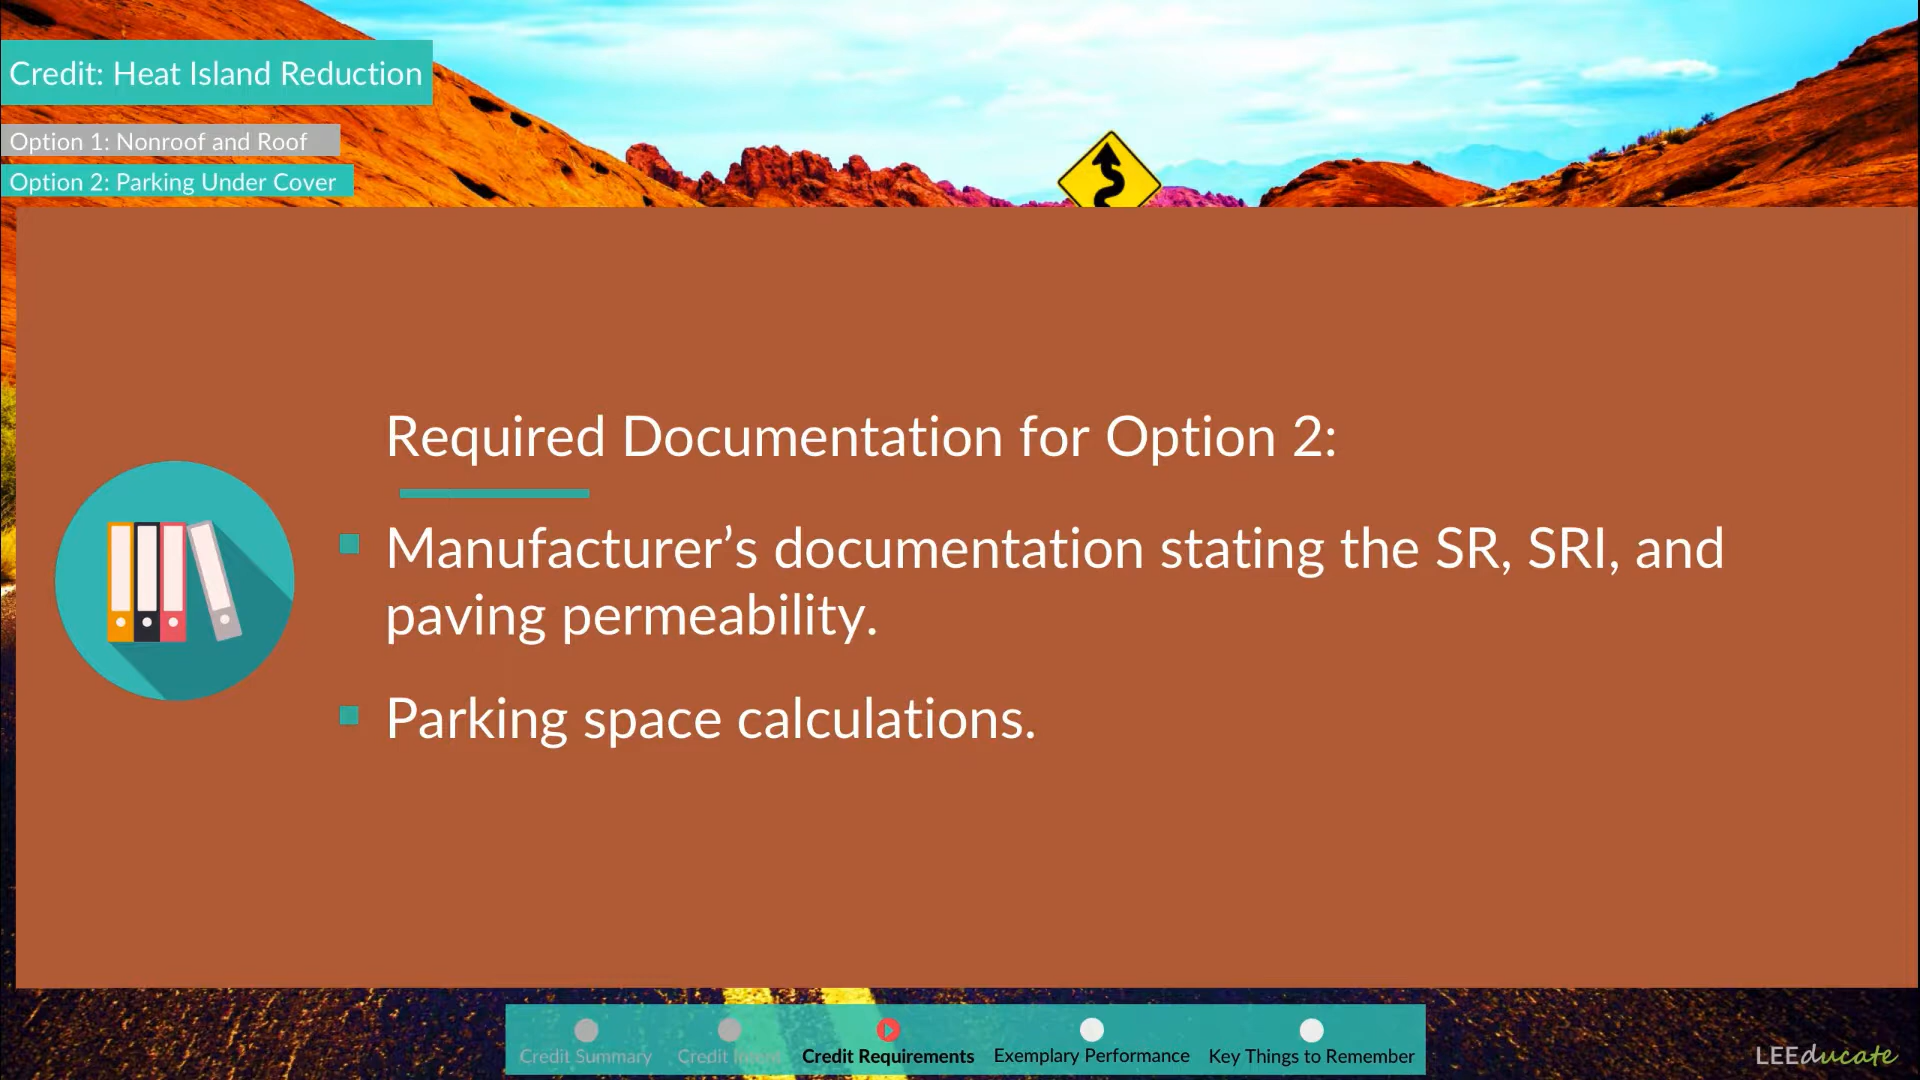 Credit: Heat Island Reduction
Option 1: Nonroof and Roof
Option 2: Parking Under Cover
Required Documentation for Option 2:
Manufacturer’s documentation stating the SR, SRI, and
paving permeability.
Parking space calculations.
Credit Summary
Credit Intent
Credit Requirements
Exemplary Performance
Key Things to Remember
LEEducate